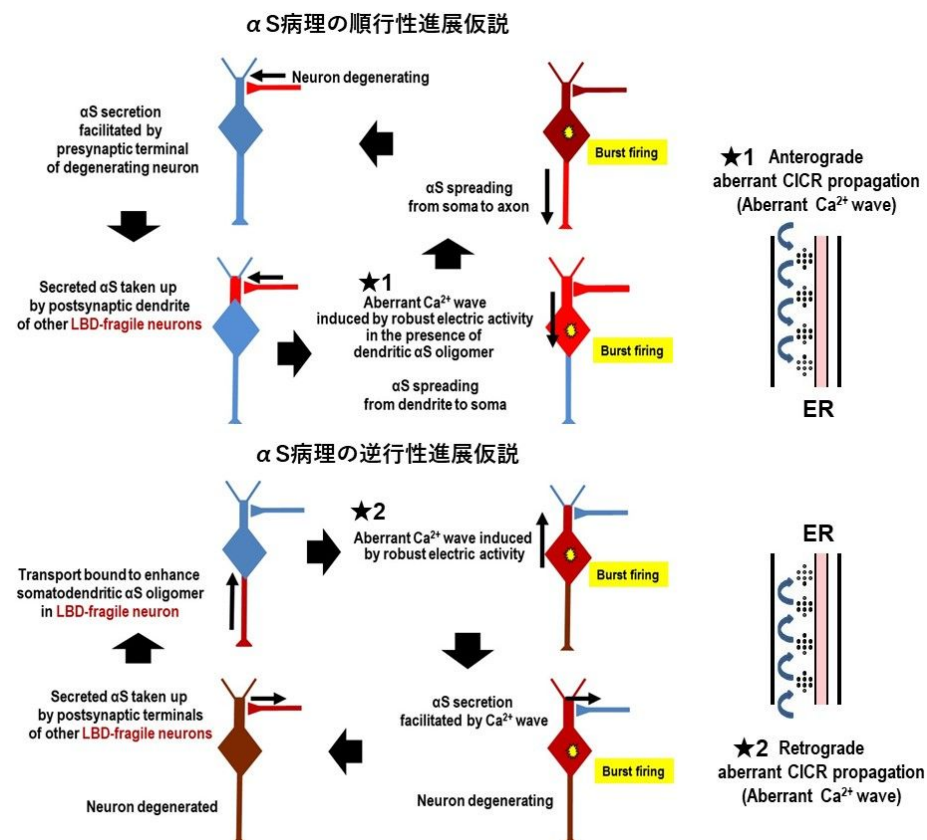 αS病理の順行性進展仮説
Neuron degenerating
αS secretion
facilitated by
presynaptic terminal
of degenerating neuron
Burst firing
αS spreading
from soma to axon
Secreted αS taken up
by postsynaptic dendrite
of other LBD-fragile neurons
★1
Aberrant Ca²⁺ wave
induced by robust electric activity
in the presence of
dendritic αS oligomer
αS spreading
from dendrite to soma
Burst firing
★1 Anterograde
aberrant CICR propagation
(Aberrant Ca²⁺ wave)
ER
αS病理の逆行性進展仮説
Transport bound to enhance
somatodendritic αS oligomer
in LBD-fragile neuron
★2
Aberrant Ca²⁺ wave induced
by robust electric activity
Burst firing
Secreted αS taken up
by postsynaptic terminals
of other LBD-fragile neurons
Neuron degenerated
αS secretion
facilitated by Ca²⁺ wave
Burst firing
Neuron degenerating
ER
★2 Retrograde
aberrant CICR propagation
(Aberrant Ca²⁺ wave)